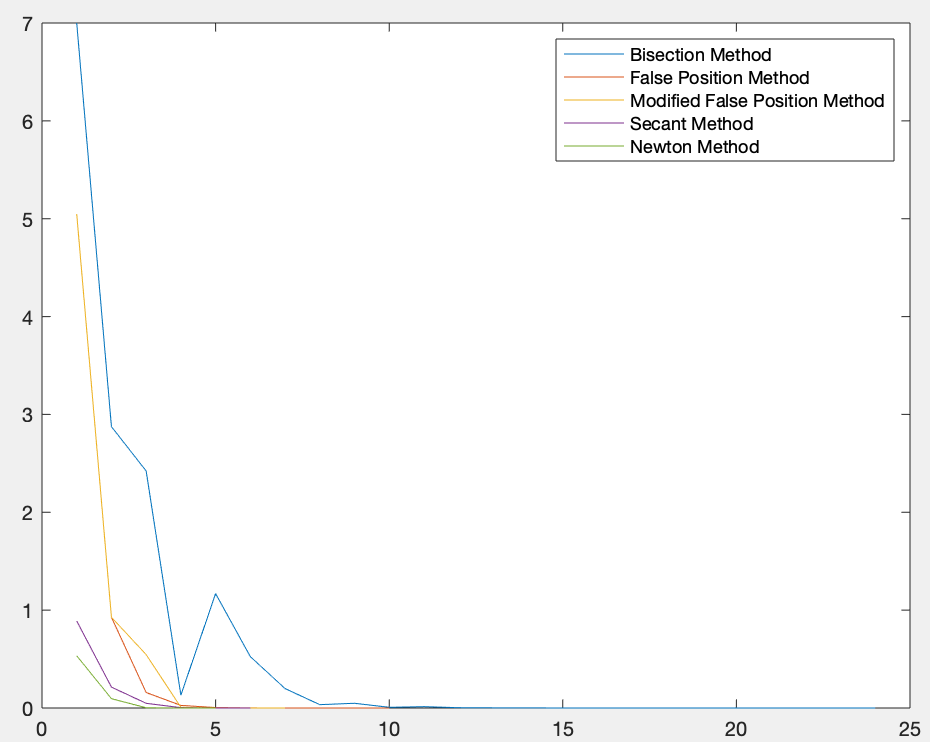 7
6
5
4
3
2
1
0
0 5 10 15 20 25
Bisection Method
False Position Method
Modified False Position Method
Secant Method
Newton Method